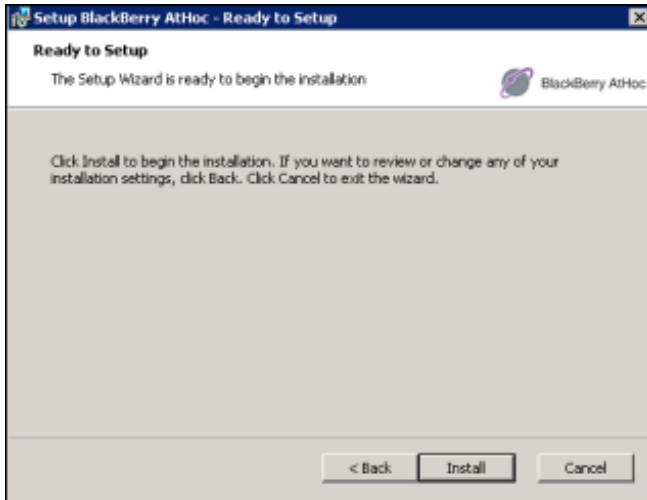 Setup BlackBerry AtHoc - Ready to Setup
Ready to Setup
The Setup Wizard is ready to begin the installation
BlackBerry AtHoc
Click Install to begin the installation. If you want to review or change any of your
installation settings, click Back. Click Cancel to exit the wizard.
< Back Install Cancel